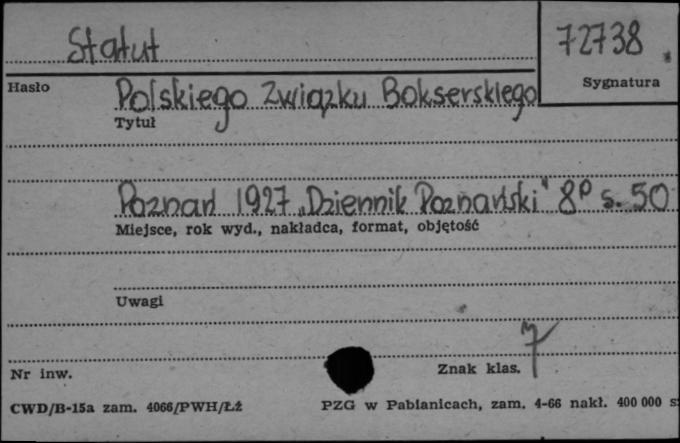 Statut
72738
Hasło
Sygnatura
Polskiego Związku Bokserskiego
Tytuł
Poznań 1927 „Dziennik Poznański" 8° s. 50
Miejsce, rok wyd., nakładca, format, objętość
Uwagi
7
Nr inw.
Znak klas.
CWD/B-15a zam. 4066/PWH/Łź
PZG w Pabianicach, zam. 4-66 nakł. 400 000 s